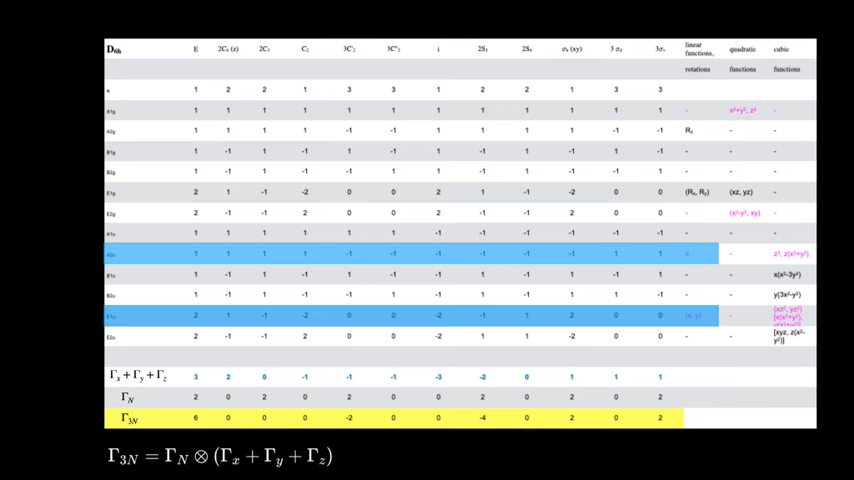 D6h E 2C6 (z) 2C3 C2 3C'2 3C"2 i 2S3 2S6 σh (xy) 3 σd 3σv linear functions, rotations quadratic functions cubic functions
1 2 2 1 3 3 1 2 2 1 3 3
A1g 1 1 1 1 1 1 1 1 1 1 1 1 - x²+y², z² -
A2g 1 1 1 1 -1 -1 1 1 1 1 -1 -1 Rz - -
B1g 1 -1 1 -1 1 -1 1 -1 1 -1 1 -1 - - -
B2g 1 -1 1 -1 -1 1 1 -1 1 -1 -1 1 - - -
E1g 2 1 -1 -2 0 0 2 1 -1 -2 0 0 (Rx, Ry) (xz, yz) -
E2g 2 -1 -1 2 0 0 2 -1 -1 2 0 0 - (x²-y², xy) -
A1u 1 1 1 1 1 1 -1 -1 -1 -1 -1 -1 - - -
A2u 1 1 1 1 -1 -1 -1 -1 -1 -1 1 1 z - z³, z(x²+y²)
B1u 1 -1 1 -1 1 -1 -1 1 -1 1 -1 1 - - x(x²-3y²)
B2u 1 -1 1 -1 -1 1 -1 1 -1 1 1 -1 - - y(3x²-y²)
E1u 2 1 -1 -2 0 0 -2 -1 1 2 0 0 (x, y) - (xz², yz²) [x(x²+y²),
E2u 2 -1 -1 2 0 0 -2 1 1 -2 0 0 - - [xyz, z(x²-y²)]
Γx + Γy + Γz 3 2 0 -1 -1 -1 -3 -2 0 1 1 1
ΓN 2 0 2 0 2 0 0 2 0 2 0 2
Γ3N 6 0 0 0 -2 0 0 -4 0 2 0 2
Γ3N = ΓN ⊗ (Γx + Γy + Γz)